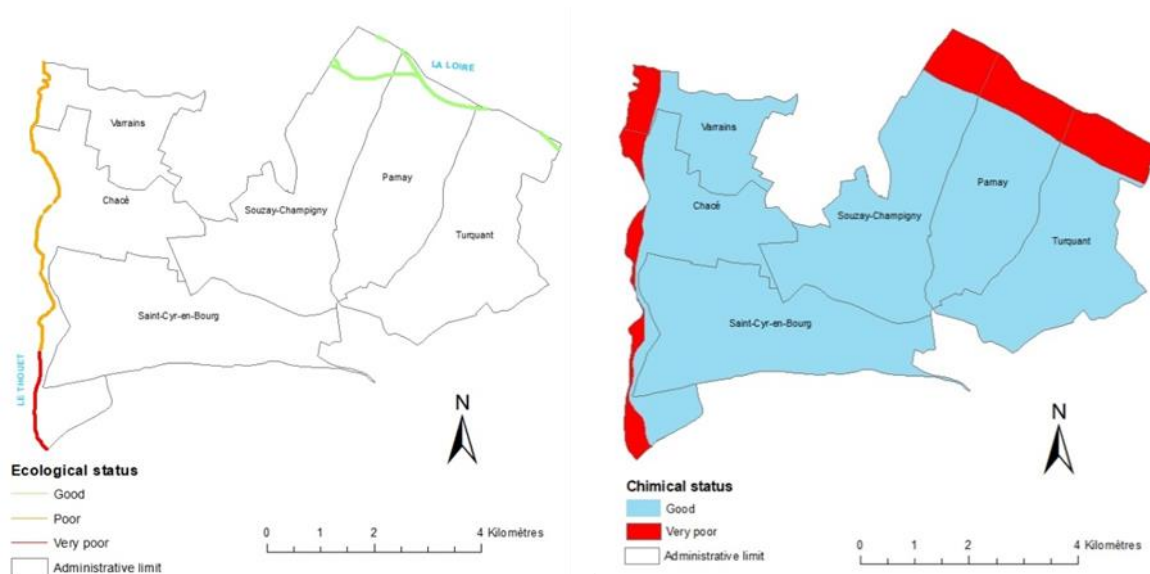 LA LOIRE
Varrains
Parnay
Chacé
Souzay-Champigny
Turquant
Saint-Cyr-en-Bourg
LE THOUET
N
Ecological status
Good
Poor
Very poor
Administrative limit
0 1 2 4 Kilomètres
Varrains
Parnay
Chacé
Souzay-Champigny
Turquant
Saint-Cyr-en-Bourg
N
Chimical status
Good
Very poor
Administrative limit
0 1 2 4 Kilomètres